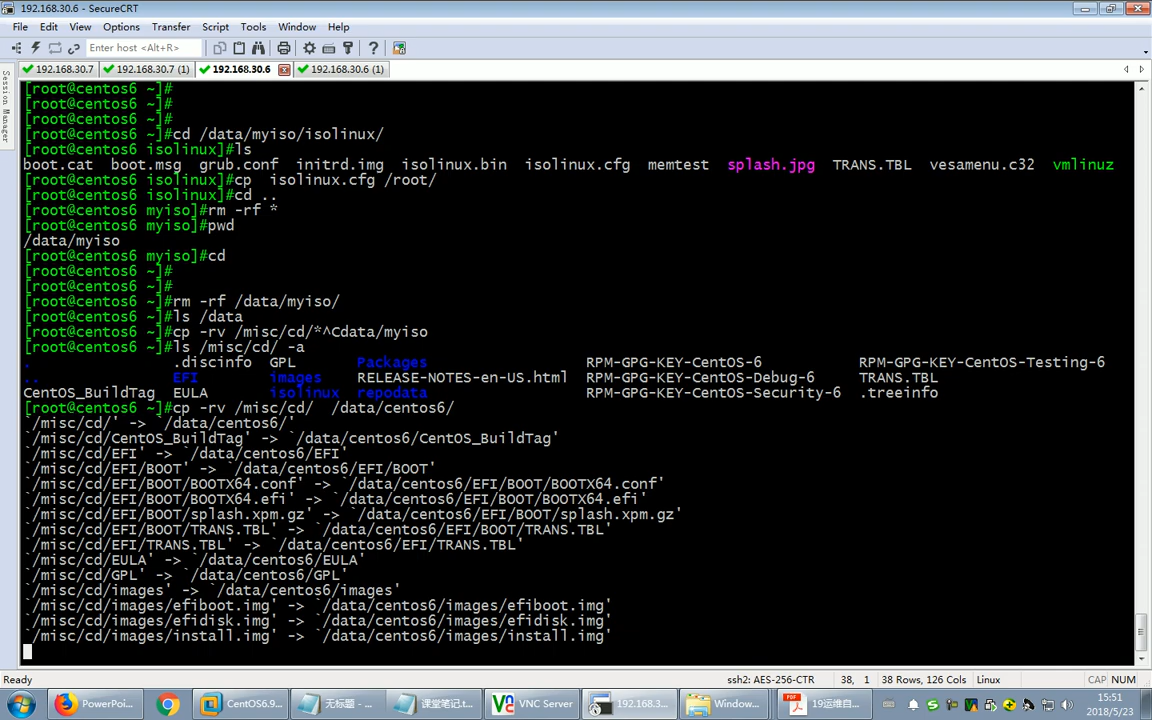 192.168.30.6 - SecureCRT
File Edit View Options Transfer Script Tools Window Help
Enter host <Alt+R>
192.168.30.7 192.168.30.7 (1) 192.168.30.6 192.168.30.6 (1)
Session Manager
[root@centos6 ~]#
[root@centos6 ~]#
[root@centos6 ~]#
[root@centos6 ~]#cd /data/myiso/isolinux/
[root@centos6 isolinux]#ls
boot.cat boot.msg grub.conf initrd.img isolinux.bin isolinux.cfg memtest splash.jpg TRANS.TBL vesamenu.c32 vmlinuz
[root@centos6 isolinux]#cp  isolinux.cfg /root/
[root@centos6 isolinux]#cd ..
[root@centos6 myiso]#rm -rf *
[root@centos6 myiso]#pwd
/data/myiso
[root@centos6 myiso]#cd
[root@centos6 ~]#
[root@centos6 ~]#
[root@centos6 ~]#rm -rf /data/myiso/
[root@centos6 ~]#ls /data
[root@centos6 ~]#cp -rv /misc/cd/*^Cdata/myiso
[root@centos6 ~]#ls /misc/cd/ -a
. .discinfo GPL Packages RPM-GPG-KEY-CentOS-6 RPM-GPG-KEY-CentOS-Testing-6
.. EFI images RELEASE-NOTES-en-US.html RPM-GPG-KEY-CentOS-Debug-6 TRANS.TBL
CentOS_BuildTag EULA isolinux repodata RPM-GPG-KEY-CentOS-Security-6 .treeinfo
[root@centos6 ~]#cp -rv /misc/cd/  /data/centos6/
`/misc/cd/' -> `/data/centos6/'
`/misc/cd/CentOS_BuildTag' -> `/data/centos6/CentOS_BuildTag'
`/misc/cd/EFI' -> `/data/centos6/EFI'
`/misc/cd/EFI/BOOT' -> `/data/centos6/EFI/BOOT'
`/misc/cd/EFI/BOOT/BOOTX64.conf' -> `/data/centos6/EFI/BOOT/BOOTX64.conf'
`/misc/cd/EFI/BOOT/BOOTX64.efi' -> `/data/centos6/EFI/BOOT/BOOTX64.efi'
`/misc/cd/EFI/BOOT/splash.xpm.gz' -> `/data/centos6/EFI/BOOT/splash.xpm.gz'
`/misc/cd/EFI/BOOT/TRANS.TBL' -> `/data/centos6/EFI/BOOT/TRANS.TBL'
`/misc/cd/EFI/TRANS.TBL' -> `/data/centos6/EFI/TRANS.TBL'
`/misc/cd/EULA' -> `/data/centos6/EULA'
`/misc/cd/GPL' -> `/data/centos6/GPL'
`/misc/cd/images' -> `/data/centos6/images'
`/misc/cd/images/efiboot.img' -> `/data/centos6/images/efiboot.img'
`/misc/cd/images/efidisk.img' -> `/data/centos6/images/efidisk.img'
`/misc/cd/images/install.img' -> `/data/centos6/images/install.img'
Ready ssh2: AES-256-CTR 38, 1 38 Rows, 126 Cols Linux CAP NUM
PowerPoi... CentOS6.9... 无标题 - ... 课堂笔记.t... VNC Server 192.168.3... Window... 19运维自... 15:51
2018/5/23